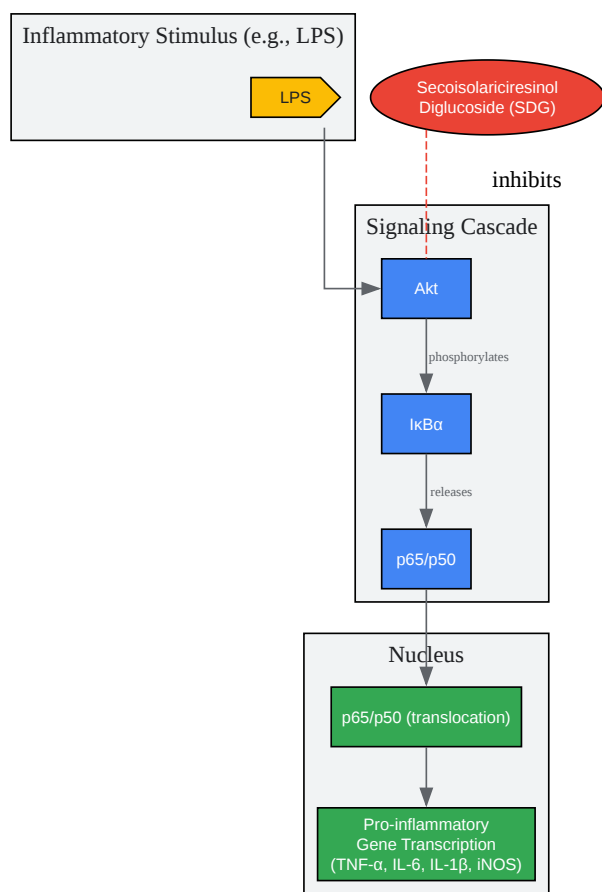 Inflammatory Stimulus (e.g., LPS)
LPS
Secoisolariciresinol
Diglucoside (SDG)
inhibits
Signaling Cascade
Akt
phosphorylates
IκBα
releases
p65/p50
Nucleus
p65/p50 (translocation)
Pro-inflammatory
Gene Transcription
(TNF-α, IL-6, IL-1β, iNOS)